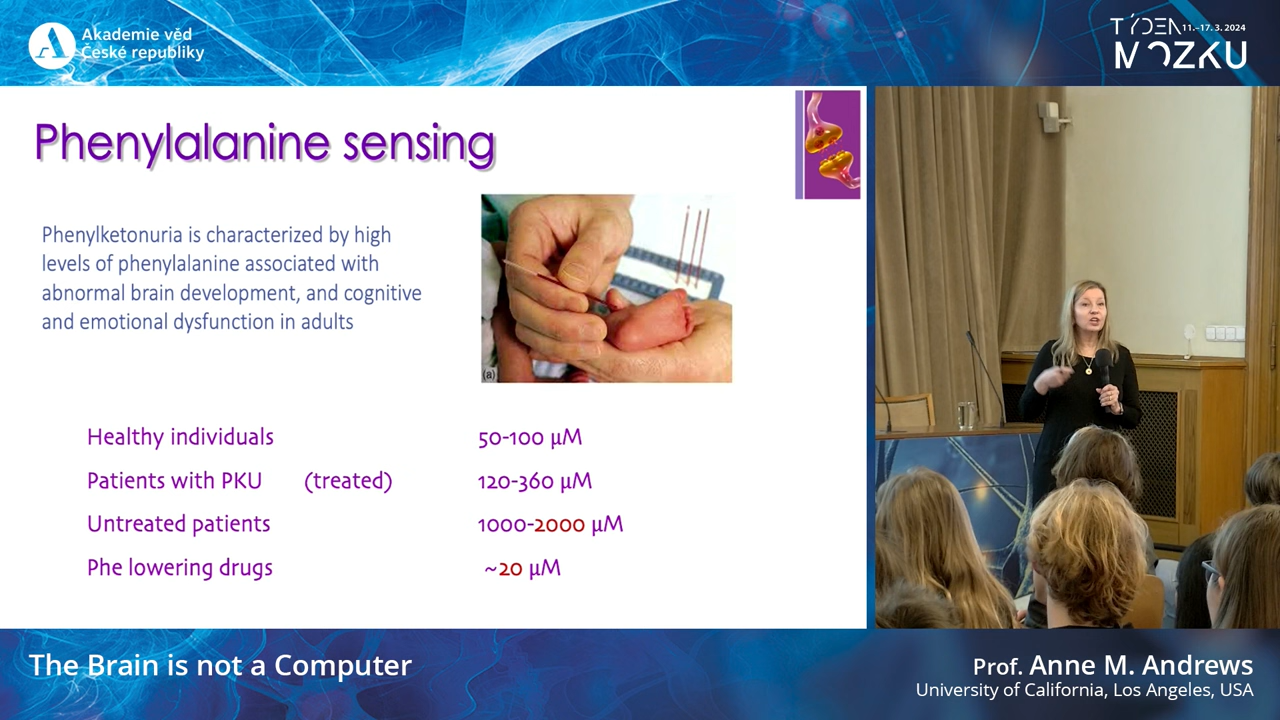 Akademie věd
České republiky
TÝDEN 11.–17. 3. 2024
MOZKU
Phenylalanine sensing
Phenylketonuria is characterized by high
levels of phenylalanine associated with
abnormal brain development, and cognitive
and emotional dysfunction in adults
(a)
Healthy individuals 50-100 µM
Patients with PKU (treated) 120-360 µM
Untreated patients 1000-2000 µM
Phe lowering drugs ~20 µM
The Brain is not a Computer
Prof. Anne M. Andrews
University of California, Los Angeles, USA